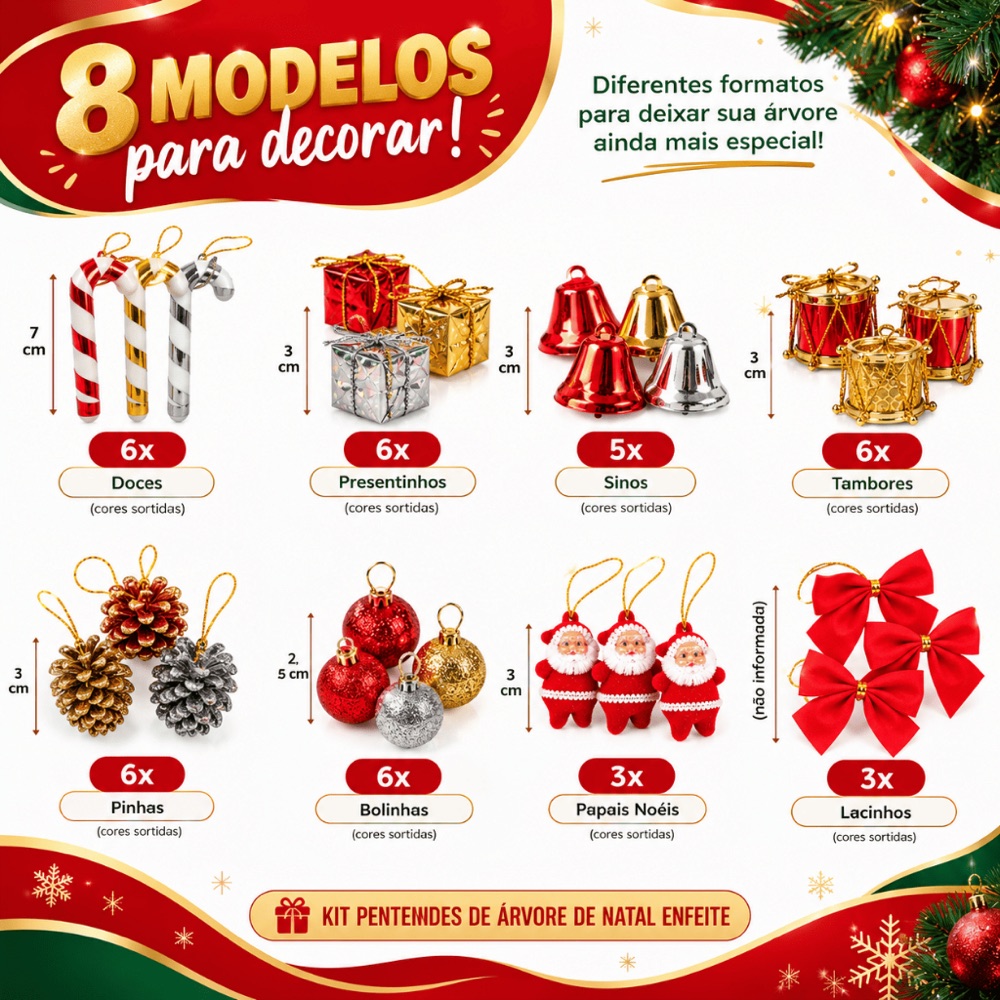 8 MODELOS
para decorar!
Diferentes formatos
para deixar sua árvore
ainda mais especial!
7
cm
6x
Doces
(cores sortidas)
3
cm
6x
Presentinhos
(cores sortidas)
3
cm
5x
Sinos
(cores sortidas)
3
cm
6x
Tambores
(cores sortidas)
3
cm
6x
Pinhas
(cores sortidas)
2,
5 cm
6x
Bolinhas
(cores sortidas)
3
cm
3x
Papais Noéis
(cores sortidas)
(não informada)
3x
Lacinhos
(cores sortidas)
KIT PENTENDES DE ÁRVORE DE NATAL ENFEITE